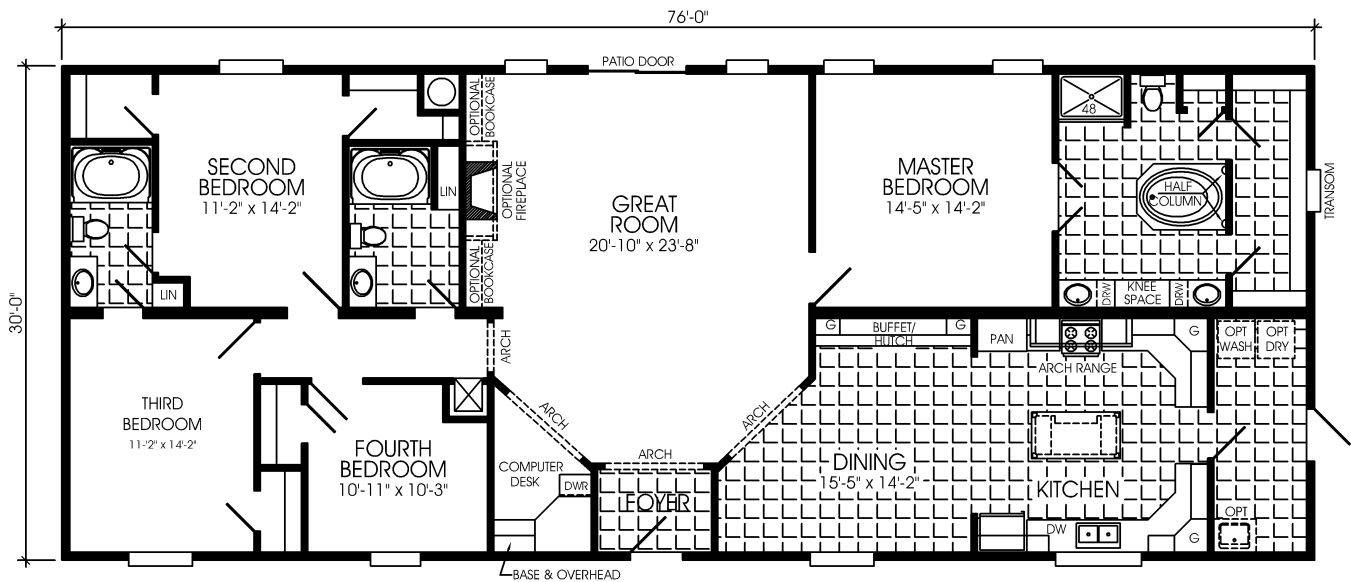 76'-0"
30'-0"
PATIO DOOR
OPTIONAL
BOOKCASE
OPTIONAL
FIREPLACE
OPTIONAL
BOOKCASE
SECOND
BEDROOM
11'-2" x 14'-2"
LIN
LIN
GREAT
ROOM
20'-10" x 23'-8"
MASTER
BEDROOM
14'-5" x 14'-2"
48
HALF
COLUMN
TRANSOM
DRW
KNEE
SPACE
DRW
THIRD
BEDROOM
11-'2" x 14'-2"
FOURTH
BEDROOM
10'-11" x 10'-3"
ARCH
ARCH
ARCH
ARCH
COMPUTER
DESK
DWR
BASE & OVERHEAD
FOYER
G
BUFFET/
HUTCH
G
DINING
15'-5" x 14'-2"
PAN
ARCH RANGE
G
KITCHEN
DW
G
OPT
WASH
OPT
DRY
OPT